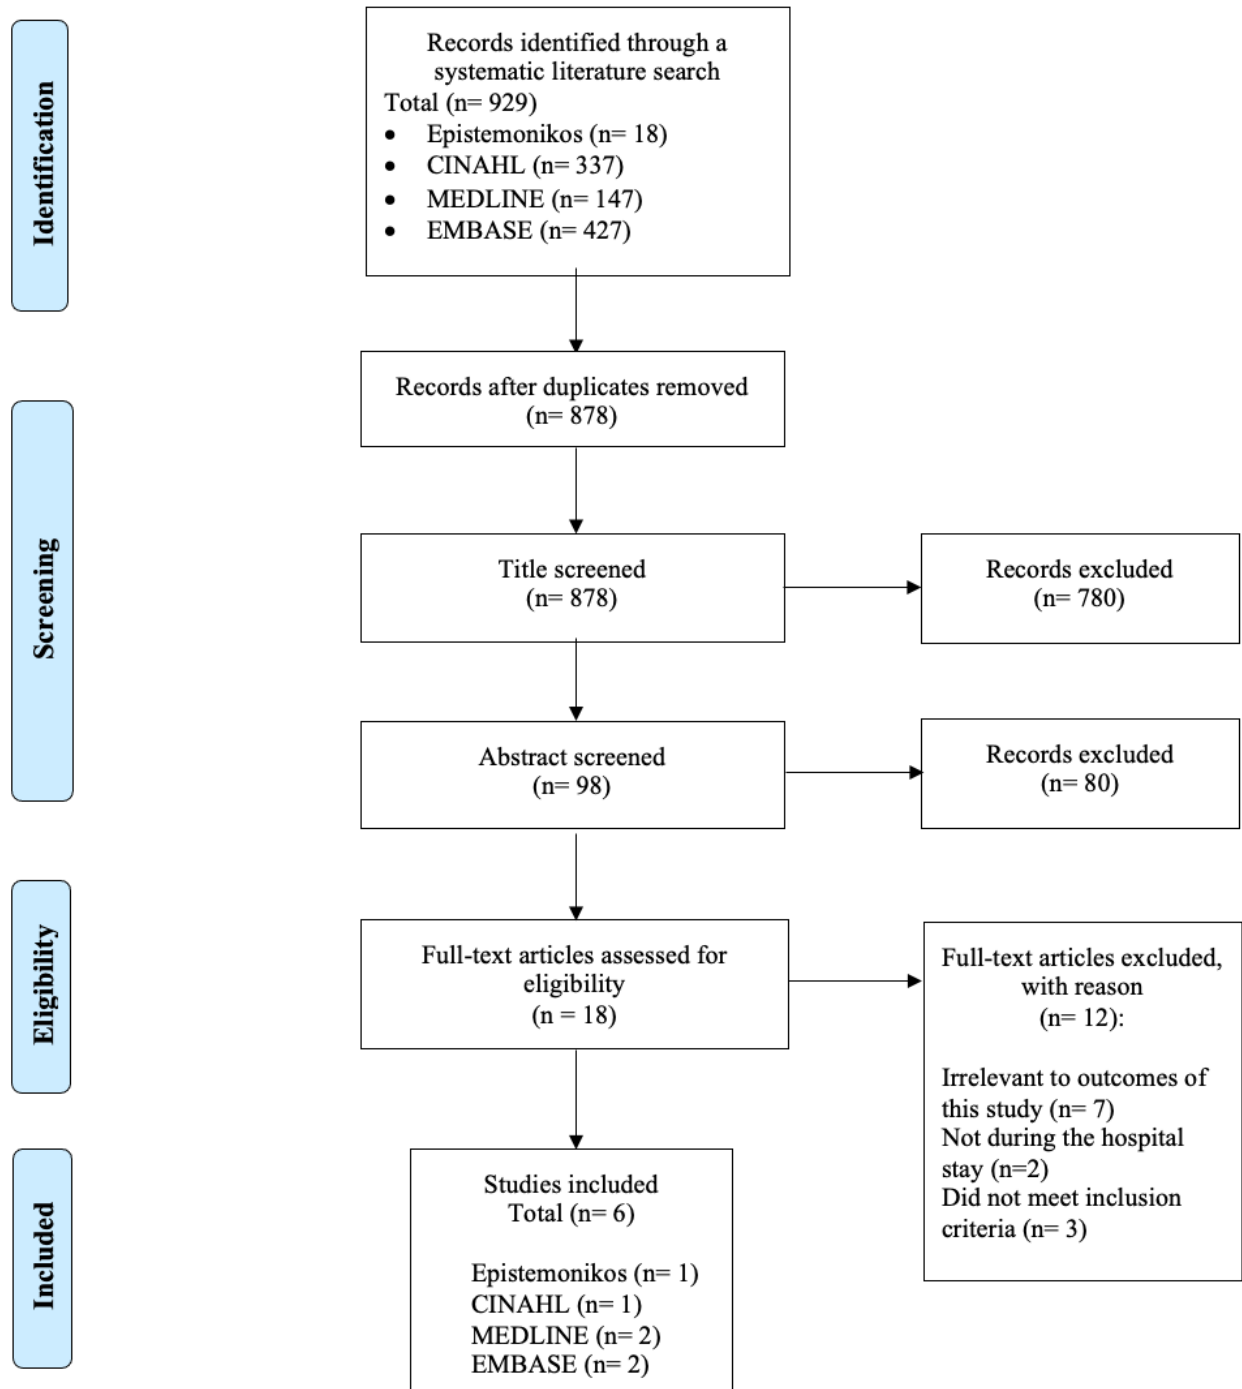 Identification
Records identified through a
systematic literature search
Total (n= 929)
• Epistemonikos (n= 18)
• CINAHL (n= 337)
• MEDLINE (n= 147)
• EMBASE (n= 427)
Screening
Records after duplicates removed
(n= 878)
Title screened
(n= 878)
Records excluded
(n= 780)
Abstract screened
(n= 98)
Records excluded
(n= 80)
Eligibility
Full-text articles assessed for
eligibility
(n = 18)
Full-text articles excluded,
with reason
(n= 12):
Irrelevant to outcomes of
this study (n= 7)
Not during the hospital
stay (n=2)
Did not meet inclusion
criteria (n= 3)
Included
Studies included
Total (n= 6)
Epistemonikos (n= 1)
CINAHL (n= 1)
MEDLINE (n= 2)
EMBASE (n= 2)